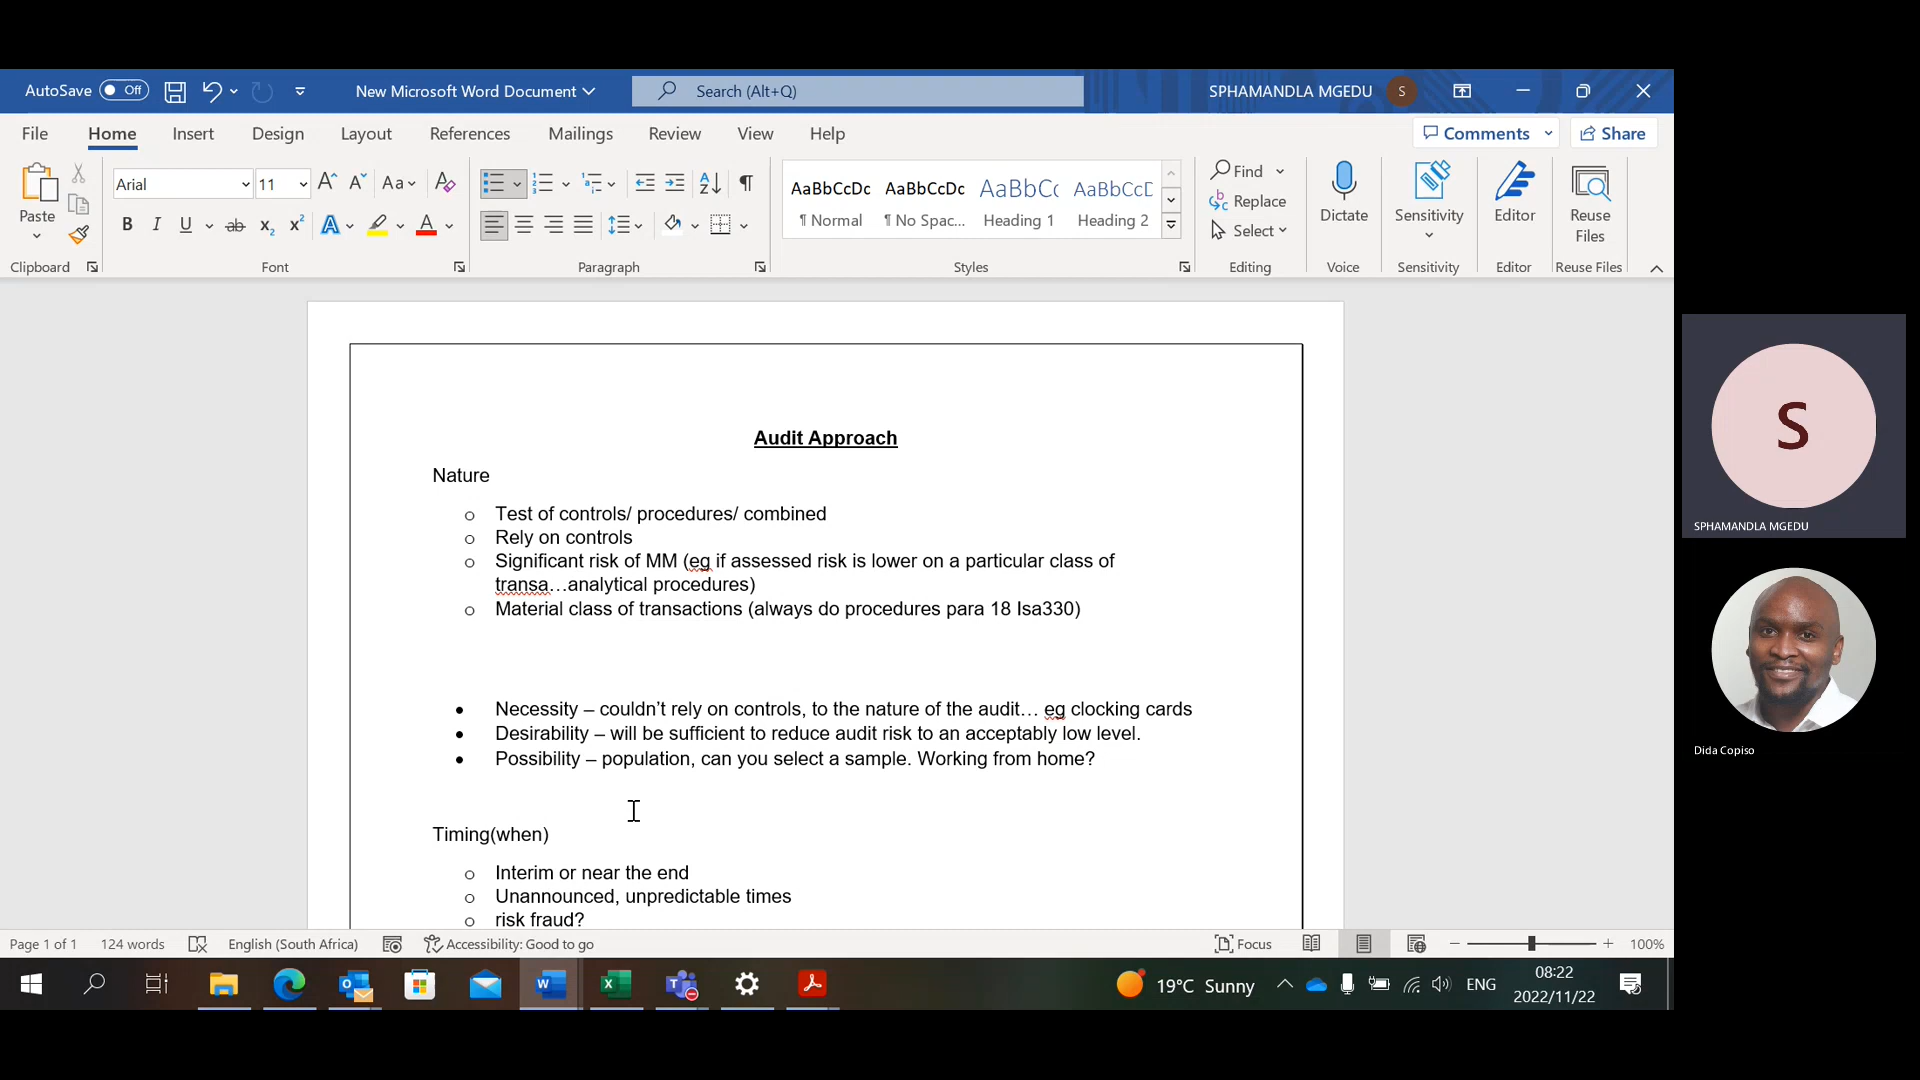 AutoSave Off New Microsoft Word Document Search (Alt+Q) SPHAMANDLA MGEDU S
File Home Insert Design Layout References Mailings Review View Help Comments Share
Paste Arial 11 Aa AaBbCcDc AaBbCcDc AaBbCc AaBbCcD Find
¶ Normal ¶ No Spac... Heading 1 Heading 2 Replace
Select Dictate Sensitivity Editor Reuse
Files
Clipboard Font Paragraph Styles Editing Voice Sensitivity Editor Reuse Files
Audit Approach
Nature
o Test of controls/ procedures/ combined
o Rely on controls
o Significant risk of MM (eg if assessed risk is lower on a particular class of
transa…analytical procedures)
o Material class of transactions (always do procedures para 18 Isa330)
• Necessity – couldn’t rely on controls, to the nature of the audit… eg clocking cards
• Desirability – will be sufficient to reduce audit risk to an acceptably low level.
• Possibility – population, can you select a sample. Working from home?
Timing(when)
o Interim or near the end
o Unannounced, unpredictable times
o risk fraud?
Page 1 of 1 124 words English (South Africa) Accessibility: Good to go Focus 100%
19°C Sunny ENG 08:22
2022/11/22
S
SPHAMANDLA MGEDU
Dida Copiso